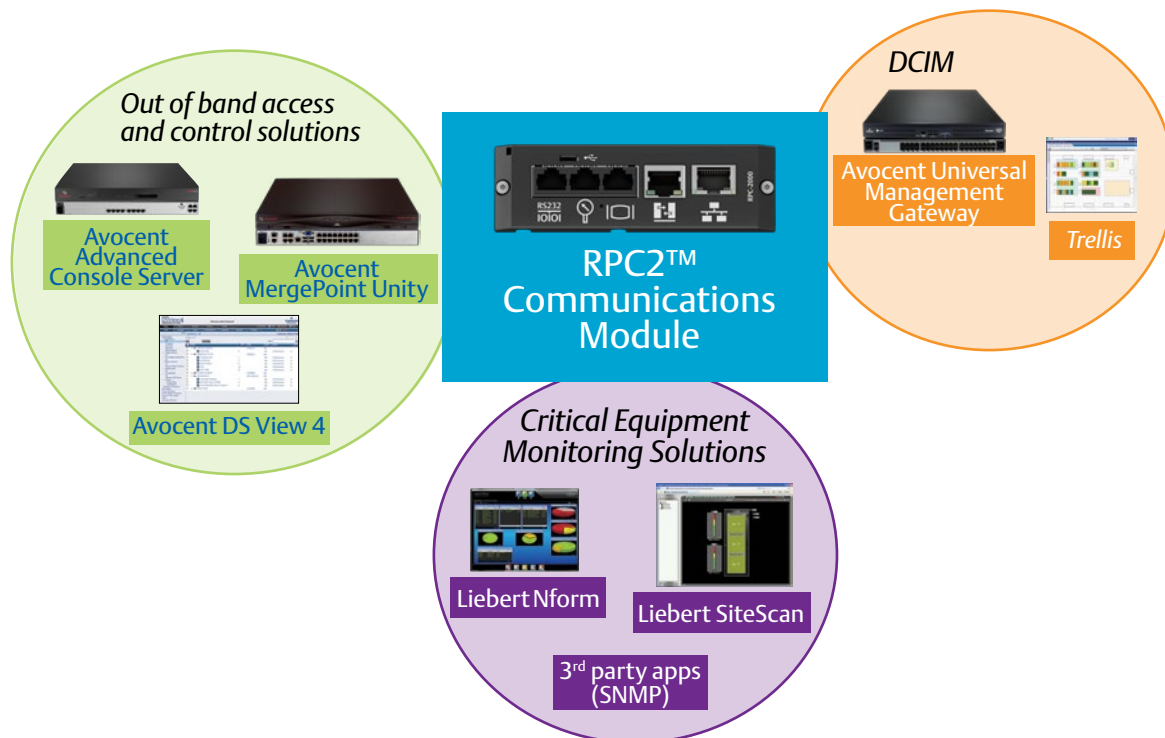 Out of band access
and control solutions
Avocent
Advanced
Console Server
Avocent
MergePoint Unity
Avocent DS View 4
RS232
IOIOI
RPC-2000
RPC2™
Communications
Module
DCIM
Avocent Universal
Management
Gateway
Trellis
Critical Equipment
Monitoring Solutions
Liebert Nform
Liebert SiteScan
3rd party apps
(SNMP)